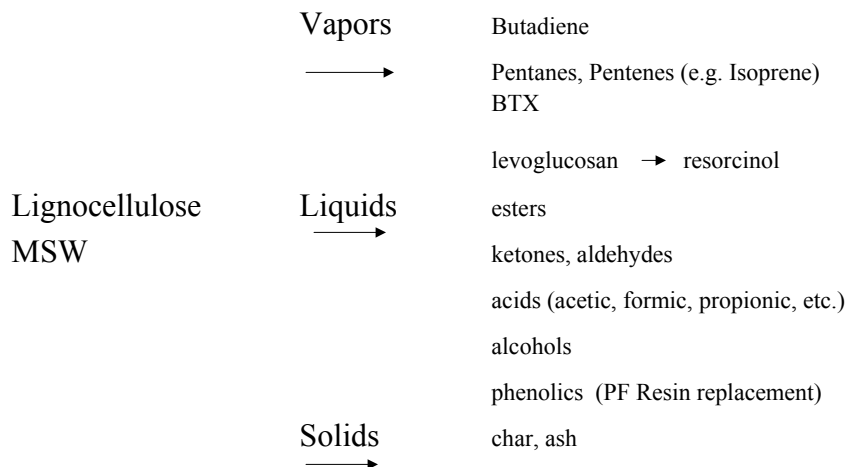 Vapors Butadiene
Pentanes, Pentenes (e.g. Isoprene)
BTX
levoglucosan → resorcinol
Lignocellulose Liquids esters
MSW
ketones, aldehydes
acids (acetic, formic, propionic, etc.)
alcohols
phenolics (PF Resin replacement)
Solids char, ash